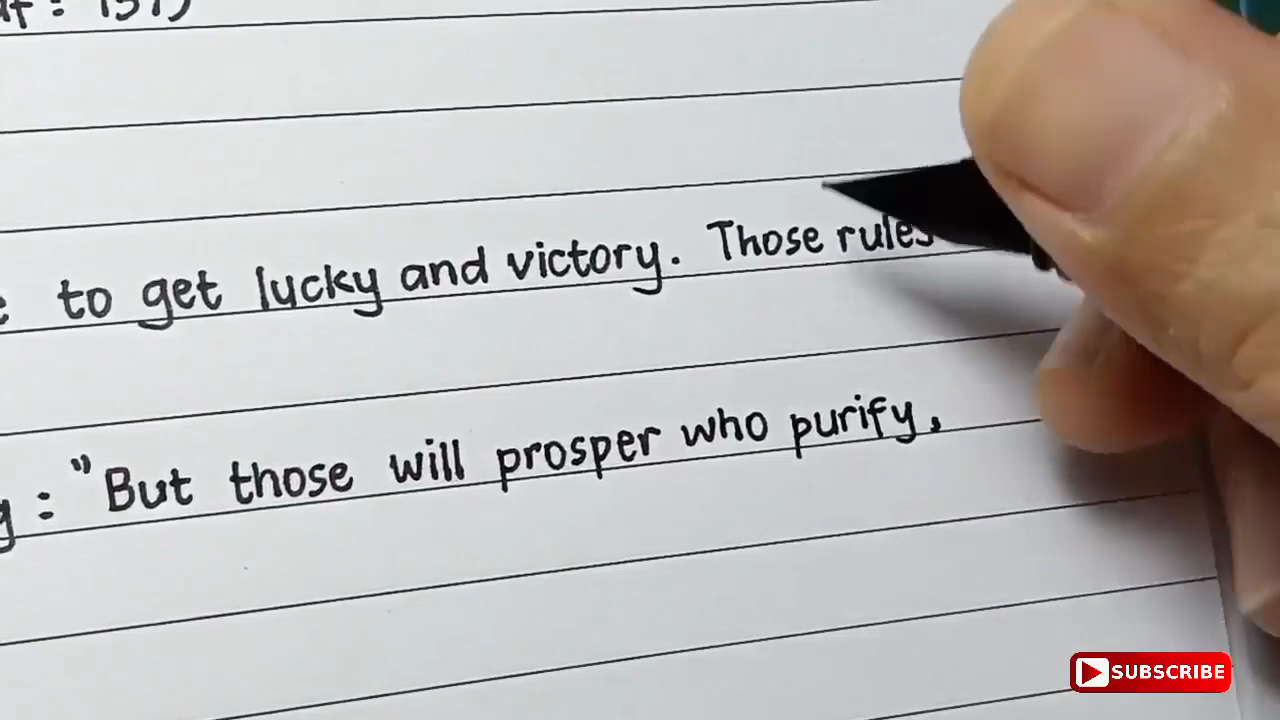 to get lucky and victory. Those rules
: "But those will prosper who purify,
SUBSCRIBE